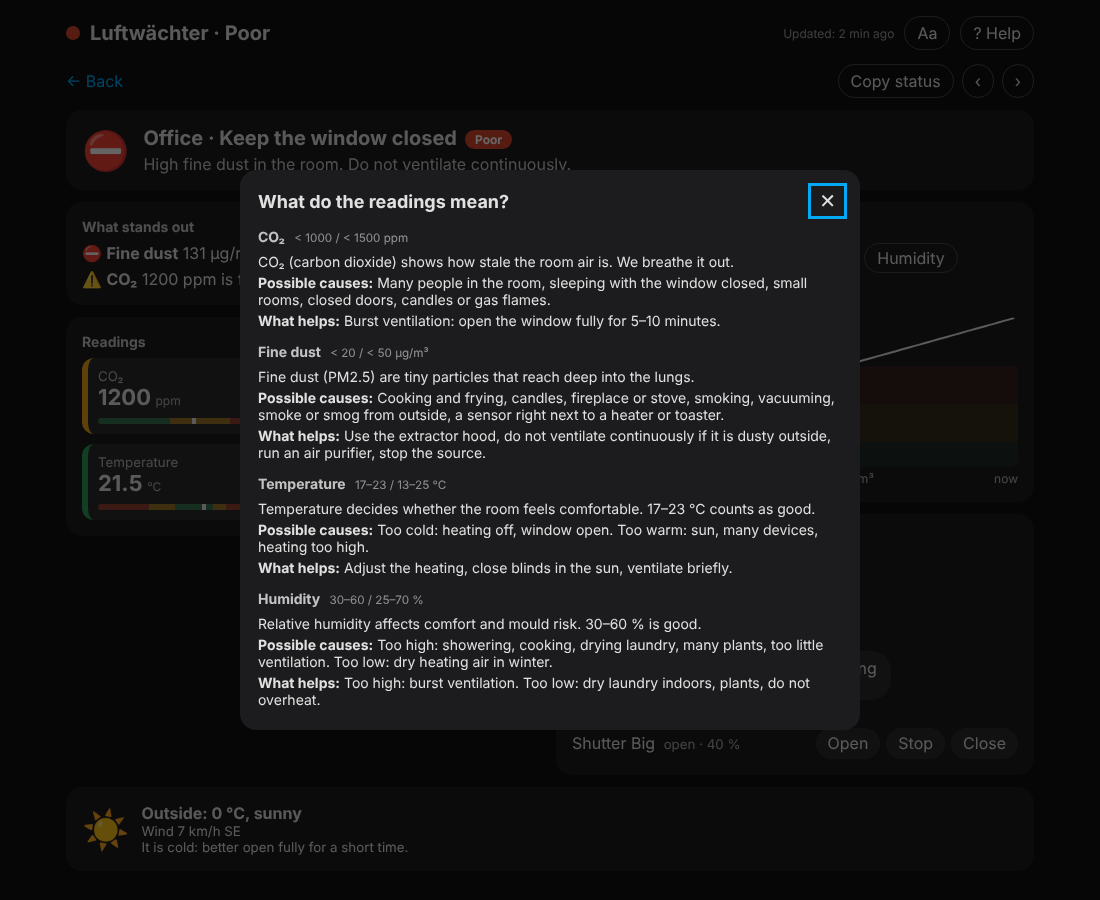 Luftwächter · Poor
Updated: 2 min ago
Aa
? Help
← Back
Copy status
‹
›
Office · Keep the window closed
Poor
High fine dust in the room. Do not ventilate continuously.
What do the readings mean?
✕
CO₂ < 1000 / < 1500 ppm
CO₂ (carbon dioxide) shows how stale the room air is. We breathe it out.
Possible causes: Many people in the room, sleeping with the window closed, small
rooms, closed doors, candles or gas flames.
What helps: Burst ventilation: open the window fully for 5–10 minutes.
Fine dust < 20 / < 50 µg/m³
Fine dust (PM2.5) are tiny particles that reach deep into the lungs.
Possible causes: Cooking and frying, candles, fireplace or stove, smoking, vacuuming,
smoke or smog from outside, a sensor right next to a heater or toaster.
What helps: Use the extractor hood, do not ventilate continuously if it is dusty outside,
run an air purifier, stop the source.
Temperature 17–23 / 13–25 °C
Temperature decides whether the room feels comfortable. 17–23 °C counts as good.
Possible causes: Too cold: heating off, window open. Too warm: sun, many devices,
heating too high.
What helps: Adjust the heating, close blinds in the sun, ventilate briefly.
Humidity 30–60 / 25–70 %
Relative humidity affects comfort and mould risk. 30–60 % is good.
Possible causes: Too high: showering, cooking, drying laundry, many plants, too little
ventilation. Too low: dry heating air in winter.
What helps: Too high: burst ventilation. Too low: dry laundry indoors, plants, do not
overheat.
What stands out
Fine dust 131
CO₂ 1200 ppm is
Readings
CO₂
1200 ppm
Temperature
21.5 °C
Humidity
now
Shutter Big open · 40 %
Open
Stop
Close
Outside: 0 °C, sunny
Wind 7 km/h SE
It is cold: better open fully for a short time.